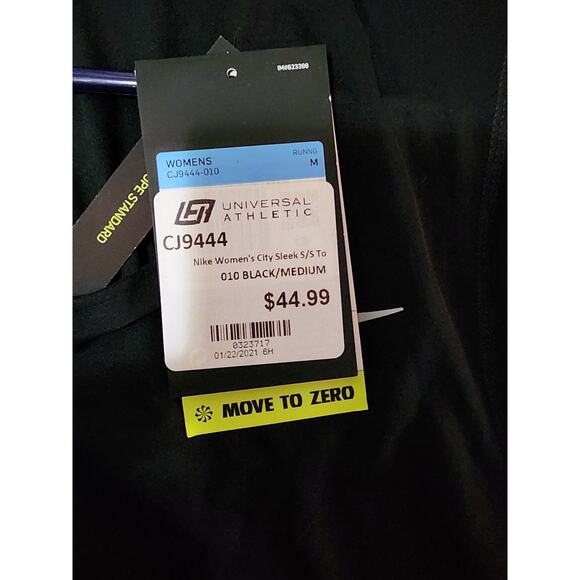 IM#623398
WOMENS
RUNNG
CJ9444-010
M
UNIVERSAL
ATHLETIC
CJ9444
Nike Women's City Sleek S/S To
010 BLACK/MEDIUM
$44.99
0323717
01/22/2021 6H
MOVE TO ZERO
STANDARD